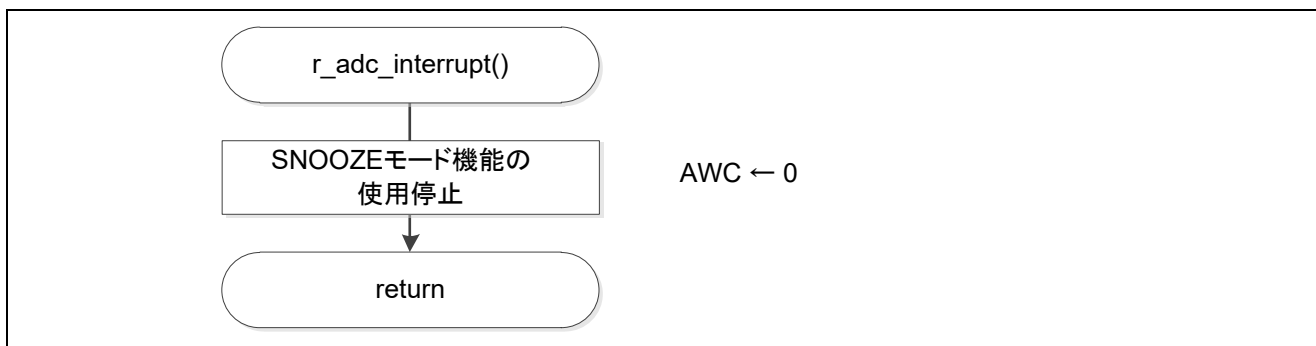 r_adc_interrupt()
SNOOZEモード機能の
使用停止
AWC ← 0
return